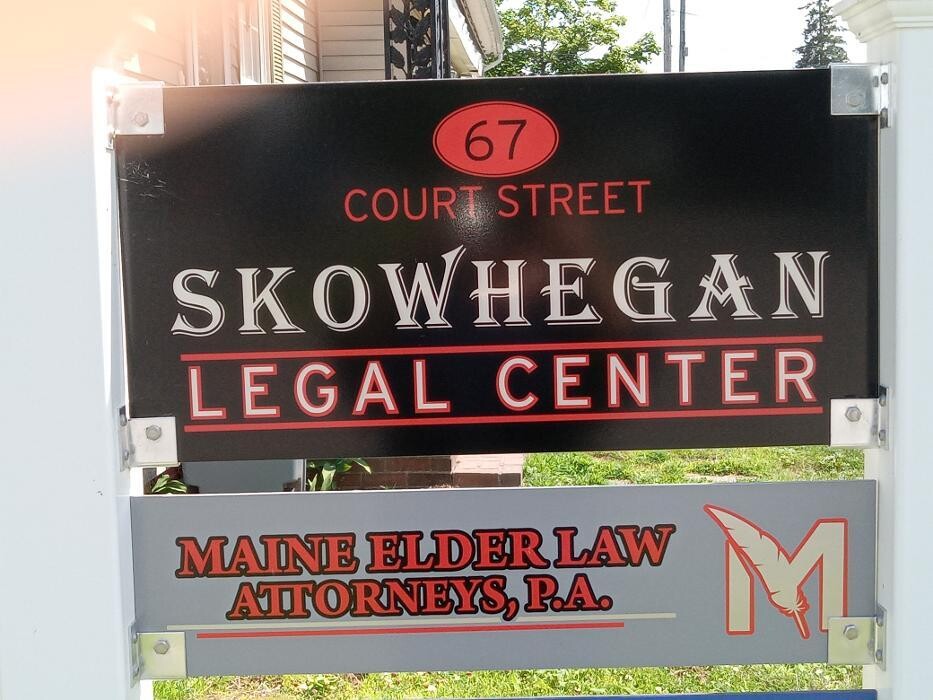 67
COURT STREET
SKOWHEGAN
LEGAL CENTER
MAINE ELDER LAW
ATTORNEYS, P.A.
M